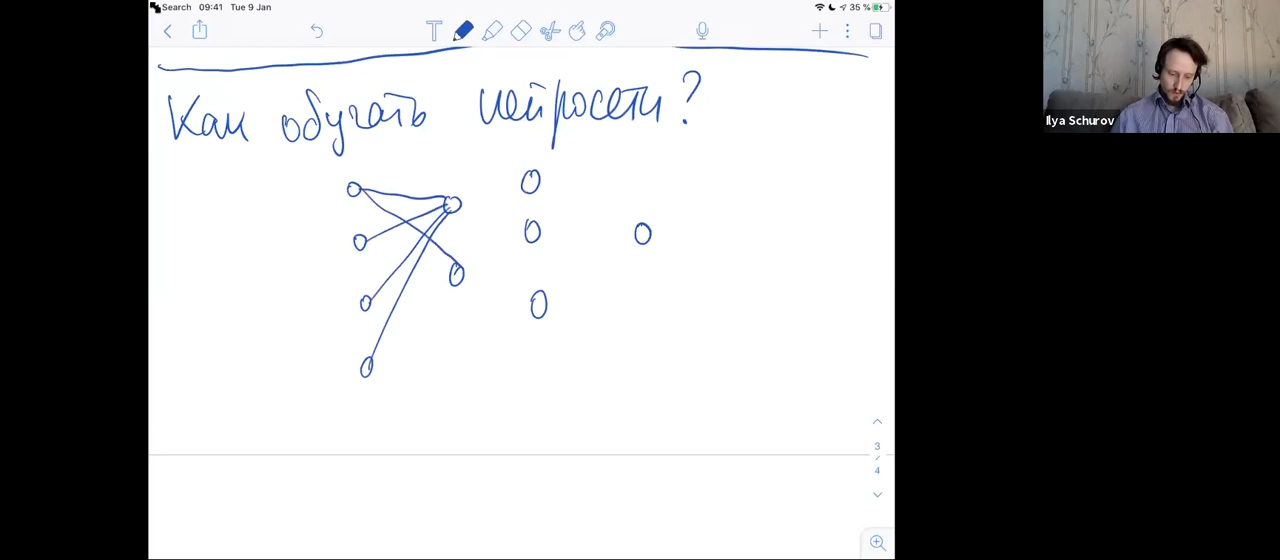 Search 09:41 Tue 9 Jan 35 %
Как обучать нейросети?
3
4
Ilya Schurov